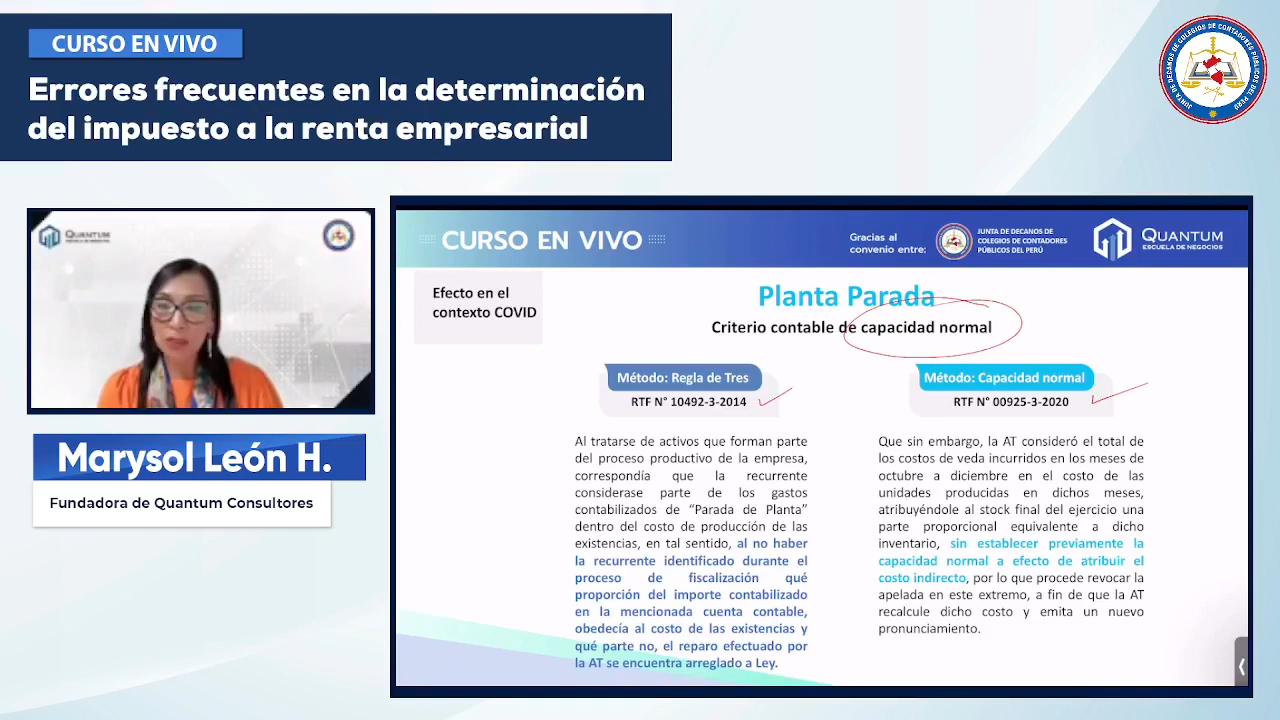 CURSO EN VIVO
Errores frecuentes en la determinación
del impuesto a la renta empresarial
JUNTA DE DECANOS DE COLEGIOS DE CONTADORES PÚBLICOS DEL PERÚ
QUANTUM
Marysol León H.
Fundadora de Quantum Consultores
CURSO EN VIVO
Gracias al
convenio entre:
JUNTA DE DECANOS DE
COLEGIOS DE CONTADORES
PÚBLICOS DEL PERÚ
QUANTUM
ESCUELA DE NEGOCIOS
Efecto en el
contexto COVID
Planta Parada
Criterio contable de capacidad normal
Método: Regla de Tres
RTF N° 10492-3-2014
Al tratarse de activos que forman parte
del proceso productivo de la empresa,
correspondía que la recurrente
considerase parte de los gastos
contabilizados de “Parada de Planta”
dentro del costo de producción de las
existencias, en tal sentido, al no haber
la recurrente identificado durante el
proceso de fiscalización qué
proporción del importe contabilizado
en la mencionada cuenta contable,
obedecía al costo de las existencias y
qué parte no, el reparo efectuado por
la AT se encuentra arreglado a Ley.
Método: Capacidad normal
RTF N° 00925-3-2020
Que sin embargo, la AT consideró el total de
los costos de veda incurridos en los meses de
octubre a diciembre en el costo de las
unidades producidas en dichos meses,
atribuyéndole al stock final del ejercicio una
parte proporcional equivalente a dicho
inventario, sin establecer previamente la
capacidad normal a efecto de atribuir el
costo indirecto, por lo que procede revocar la
apelada en este extremo, a fin de que la AT
recalcule dicho costo y emita un nuevo
pronunciamiento.